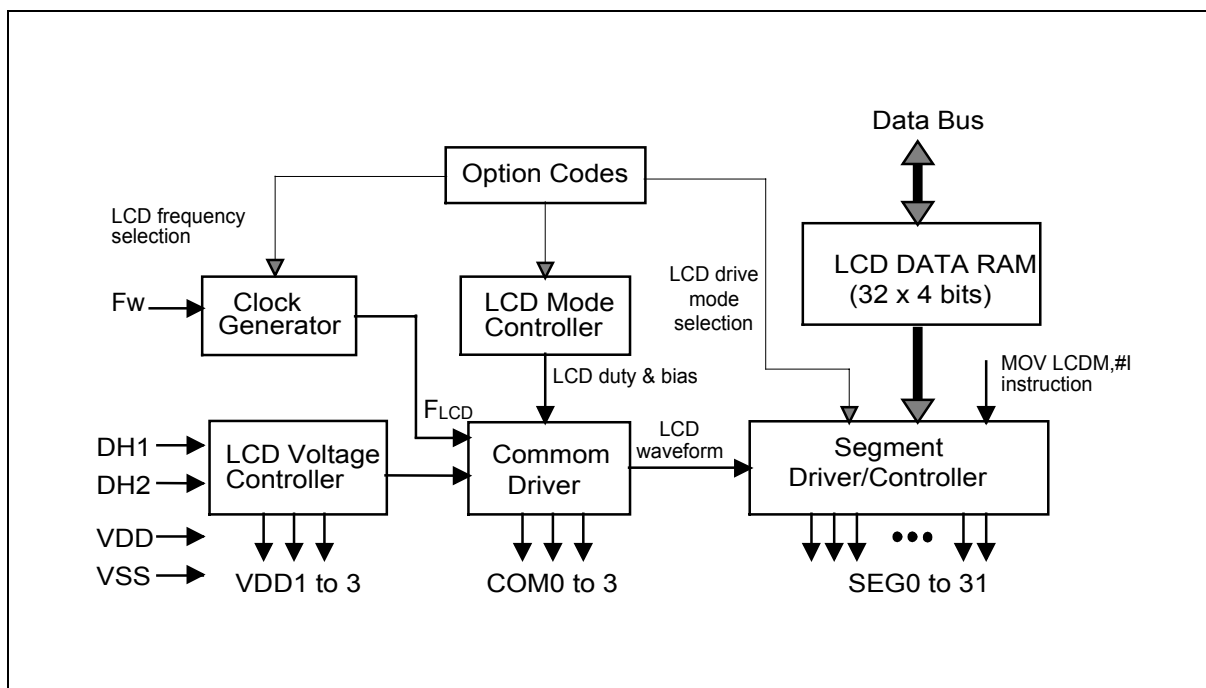 Data Bus
Option Codes
LCD frequency
selection
LCD DATA RAM
(32 x 4 bits)
LCD drive
mode
selection
Fw
Clock
Generator
LCD Mode
Controller
MOV LCDM,#I
instruction
LCD duty & bias
FLCD
LCD
waveform
DH1
DH2
VDD
VSS
LCD Voltage
Controller
Commom
Driver
Segment
Driver/Controller
VDD1 to 3
COM0 to 3
SEG0 to 31